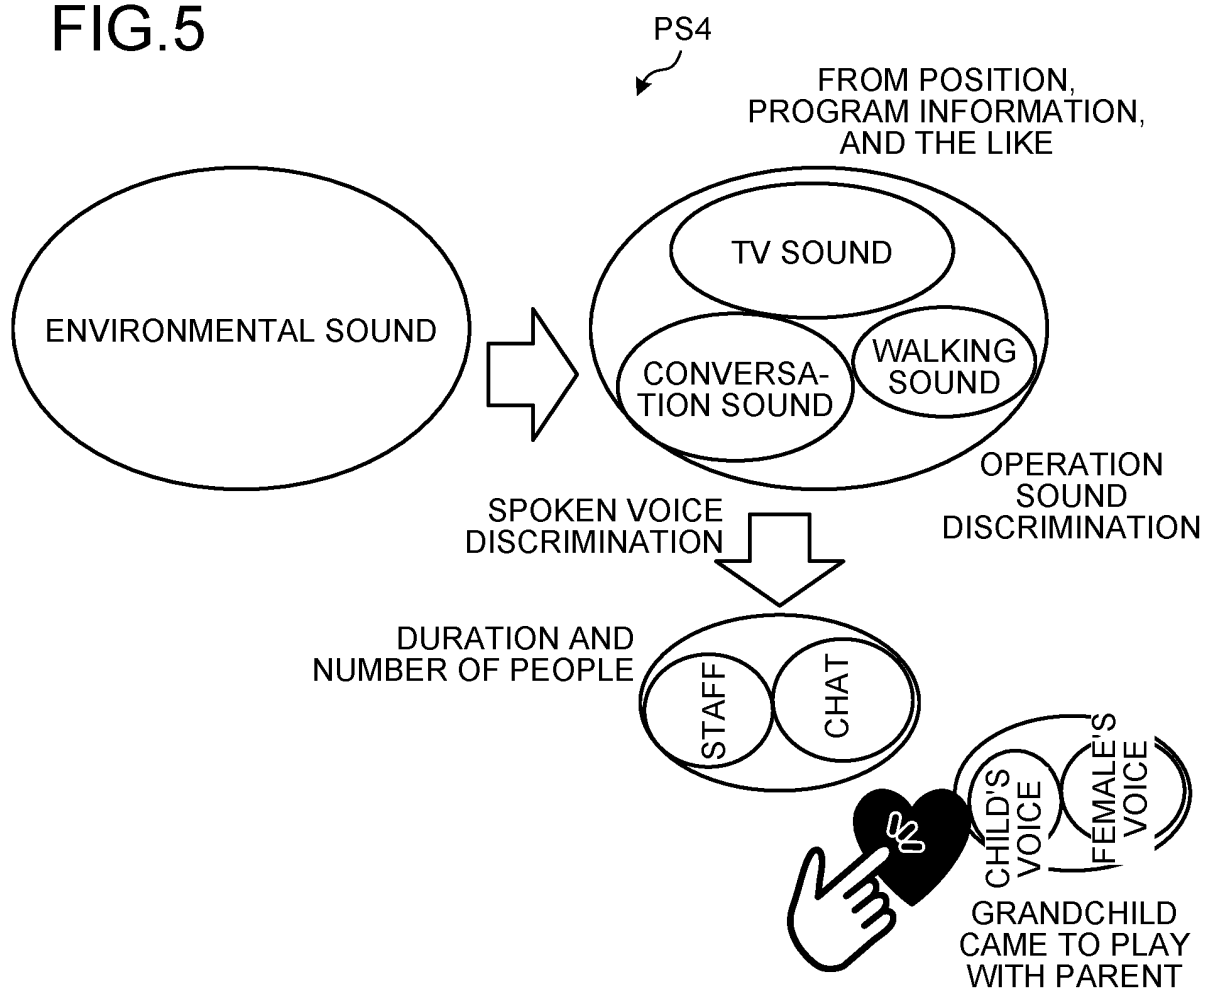 FIG.5
PS4
FROM POSITION,
PROGRAM INFORMATION,
AND THE LIKE
TV SOUND
ENVIRONMENTAL SOUND
WALKING
SOUND
CONVERSA-
TION SOUND
OPERATION
SOUND
DISCRIMINATION
SPOKEN VOICE
DISCRIMINATION
DURATION AND
NUMBER OF PEOPLE
STAFF
CHAT
CHILD'S
VOICE
FEMALE'S
VOICE
GRANDCHILD
CAME TO PLAY
WITH PARENT